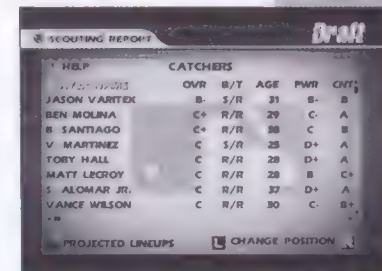 Draft
SCOUTING REPORT
HELP CATCHERS
OVR B/T AGE PWR CNT
JASON VARITEK B- S/R 31 B- B
BEN MOLINA C+ R/R 29 C- A
B SANTIAGO C+ R/R 38 C B
V MARTINEZ C S/R 25 D+ A
TOBY HALL C R/R 28 D+ A
MATT LECROY C R/R 28 B C+
S ALOMAR JR. C R/R 37 D+ A
VANCE WILSON C R/R 30 C- B+
PROJECTED LINEUPS L CHANGE POSITION R